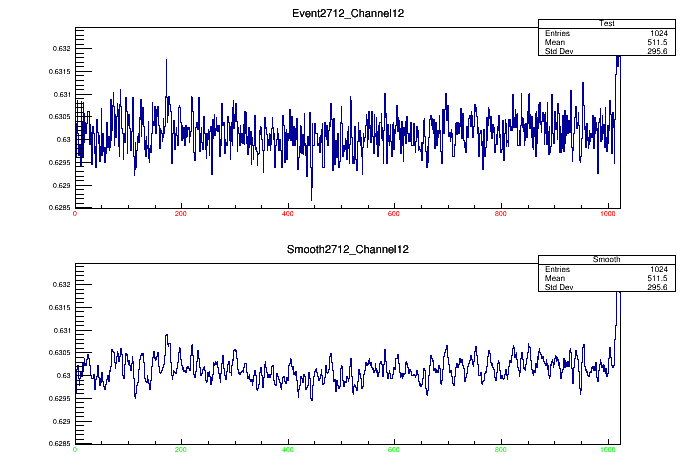 Event2712_Channel12
Test
Entries 1024
Mean 511.5
Std Dev 295.6
0.632
0.6315
0.631
0.6305
0.63
0.6295
0.629
0.6285
0 200 400 600 800 1000
Smooth2712_Channel12
Smooth
Entries 1024
Mean 511.5
Std Dev 295.6
0.632
0.6315
0.631
0.6305
0.63
0.6295
0.629
0.6285
0 200 400 600 800 1000